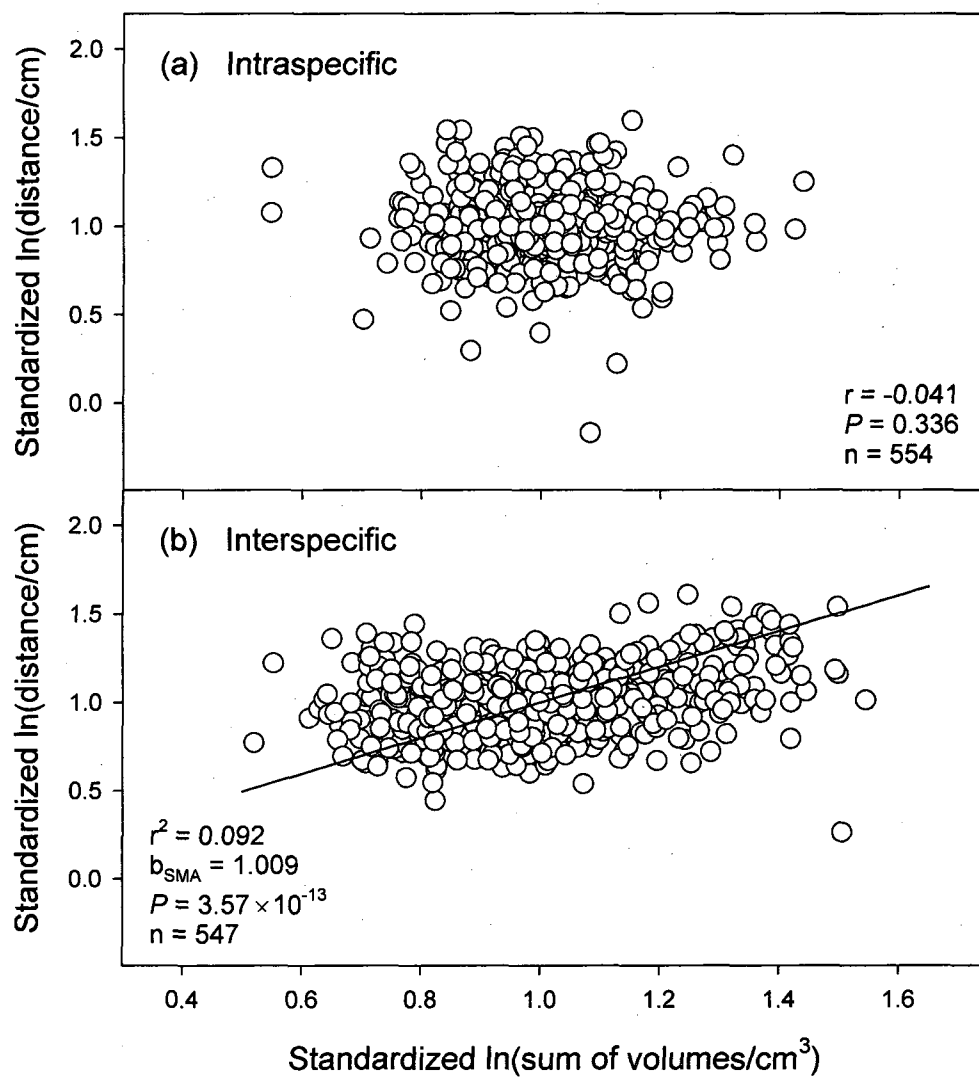 Standardized ln(distance/cm)
2.0
1.5
1.0
0.5
0.0
(a) Intraspecific
r = -0.041
P = 0.336
n = 554
Standardized ln(distance/cm)
2.0
1.5
1.0
0.5
0.0
(b) Interspecific
r² = 0.092
b_SMA = 1.009
P = 3.57 × 10⁻¹³
n = 547
0.4 0.6 0.8 1.0 1.2 1.4 1.6
Standardized ln(sum of volumes/cm³)